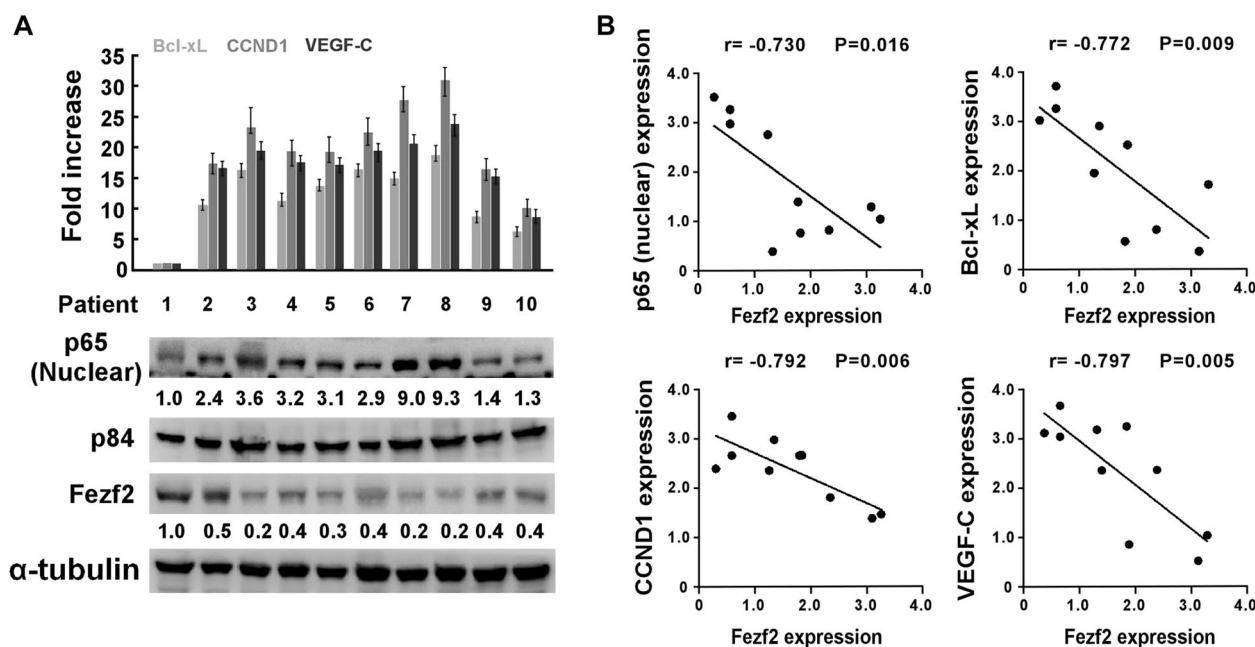 A
Bcl-xL CCND1 VEGF-C
Fold increase
35
30
25
20
15
10
5
0
Patient 1 2 3 4 5 6 7 8 9 10
p65
(Nuclear)
1.0 2.4 3.6 3.2 3.1 2.9 9.0 9.3 1.4 1.3
p84
Fezf2
1.0 0.5 0.2 0.4 0.3 0.4 0.2 0.2 0.4 0.4
α-tubulin
B
r= -0.730 P=0.016
p65 (nuclear) expression
4.0
3.0
2.0
1.0
0
0 1.0 2.0 3.0 4.0
Fezf2 expression
r= -0.772 P=0.009
Bcl-xL expression
4.0
3.0
2.0
1.0
0
0 1.0 2.0 3.0 4.0
Fezf2 expression
r= -0.792 P=0.006
CCND1 expression
4.0
3.0
2.0
1.0
0
0 1.0 2.0 3.0 4.0
Fezf2 expression
r= -0.797 P=0.005
VEGF-C expression
4.0
3.0
2.0
1.0
0
0 1.0 2.0 3.0 4.0
Fezf2 expression